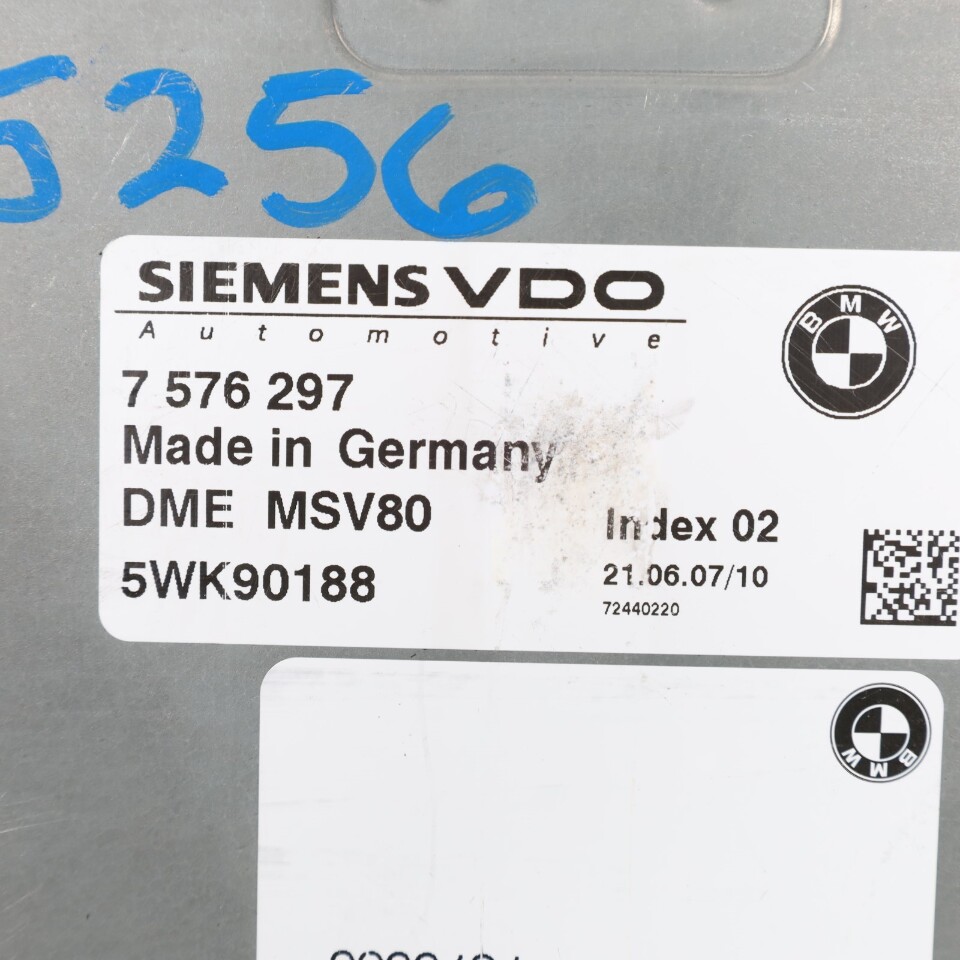 5256
SIEMENS VDO
Automotive
BMW
7 576 297
Made in Germany
DME MSV80
Index 02
5WK90188
21.06.07/10
72440220
BMW